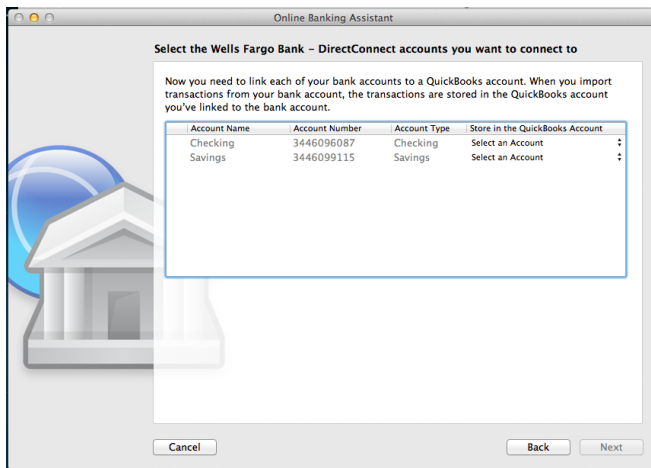 Online Banking Assistant
Select the Wells Fargo Bank – DirectConnect accounts you want to connect to
Now you need to link each of your bank accounts to a QuickBooks account. When you import
transactions from your bank account, the transactions are stored in the QuickBooks account
you've linked to the bank account.
Account Name Account Number Account Type Store in the QuickBooks Account
Checking 3446096087 Checking Select an Account
Savings 3446099115 Savings Select an Account
Cancel Back Next